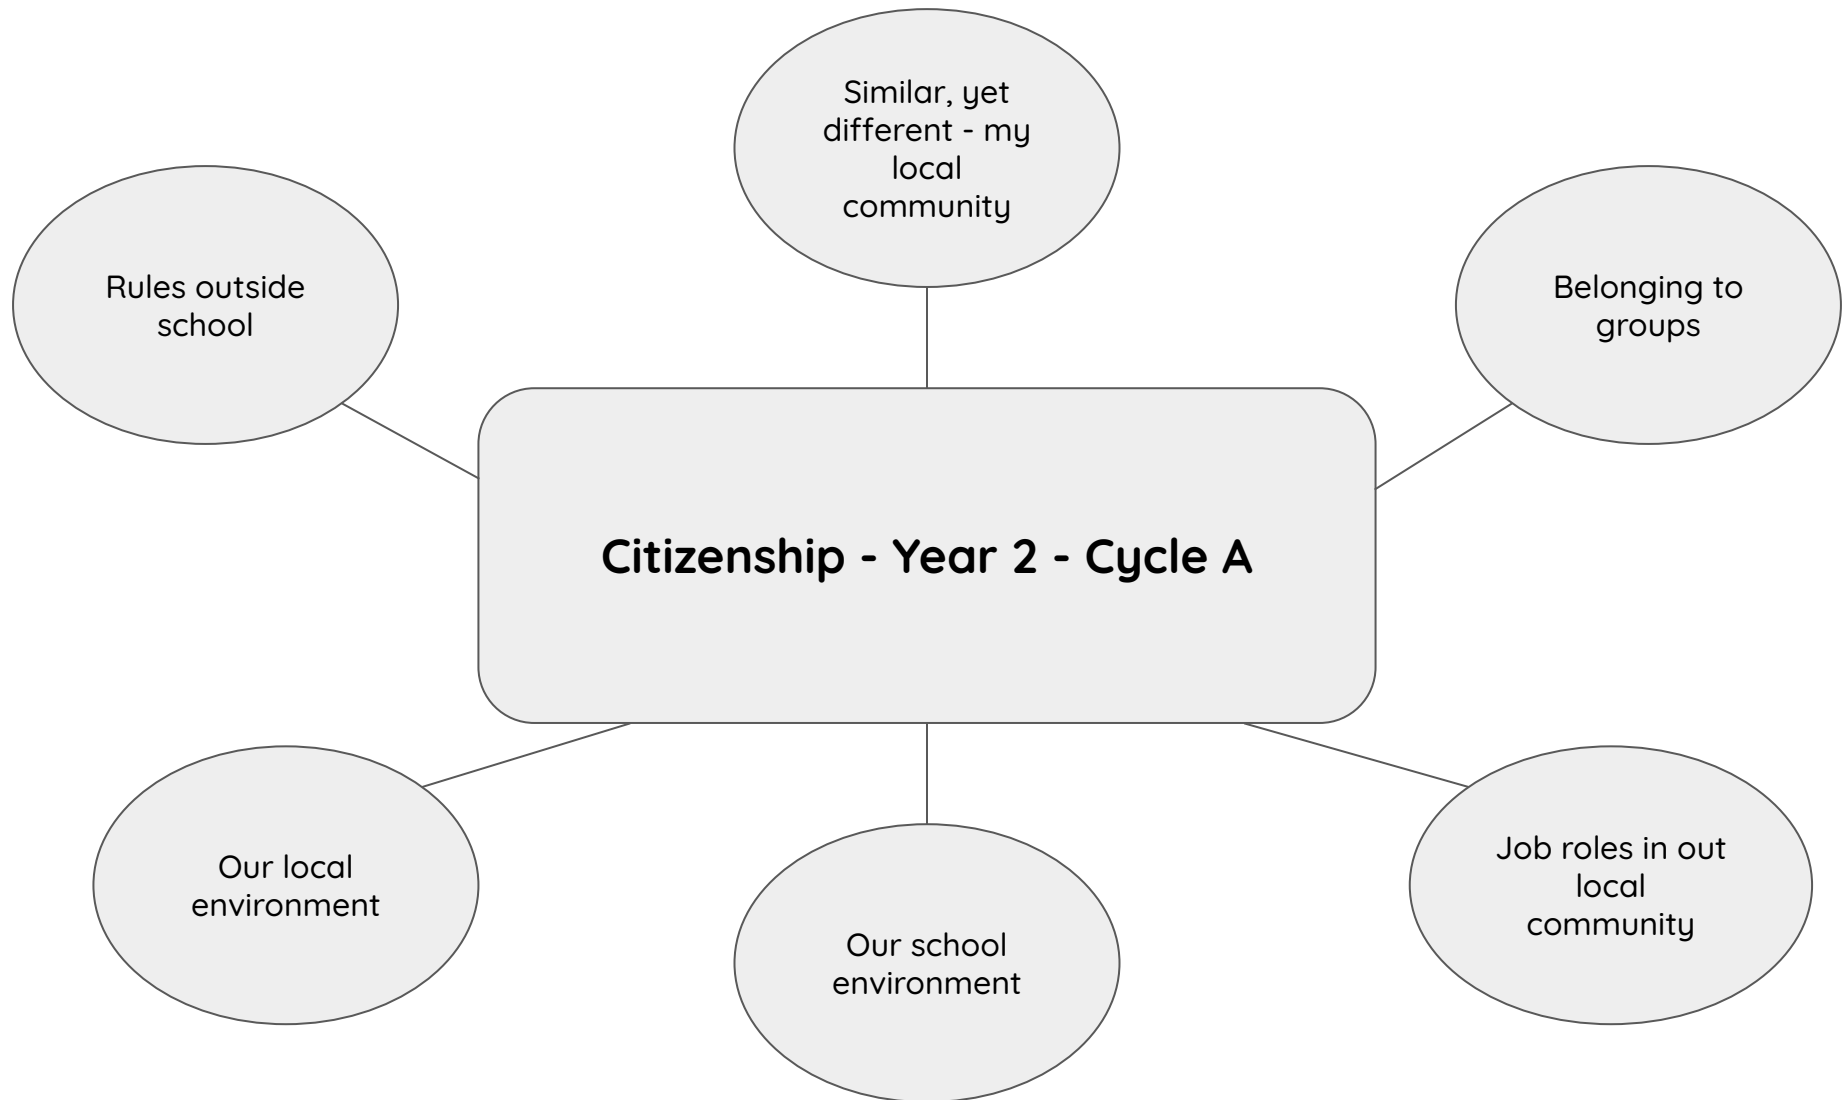 Similar, yet
different - my
local
community
Rules outside
school
Belonging to
groups
Citizenship - Year 2 - Cycle A
Our local
environment
Our school
environment
Job roles in out
local
community